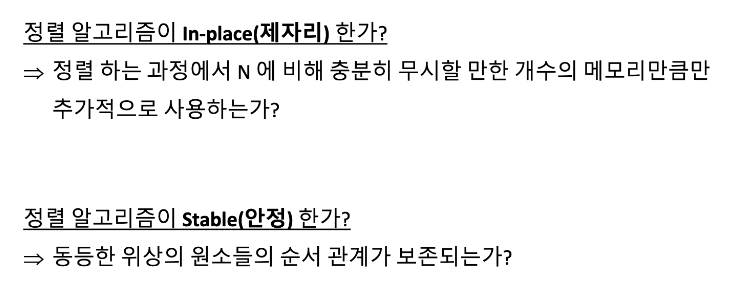 정렬 알고리즘이 In-place(제자리) 한가?
⇒ 정렬 하는 과정에서 N 에 비해 충분히 무시할 만한 개수의 메모리만큼만
추가적으로 사용하는가?
정렬 알고리즘이 Stable(안정) 한가?
⇒ 동등한 위상의 원소들의 순서 관계가 보존되는가?